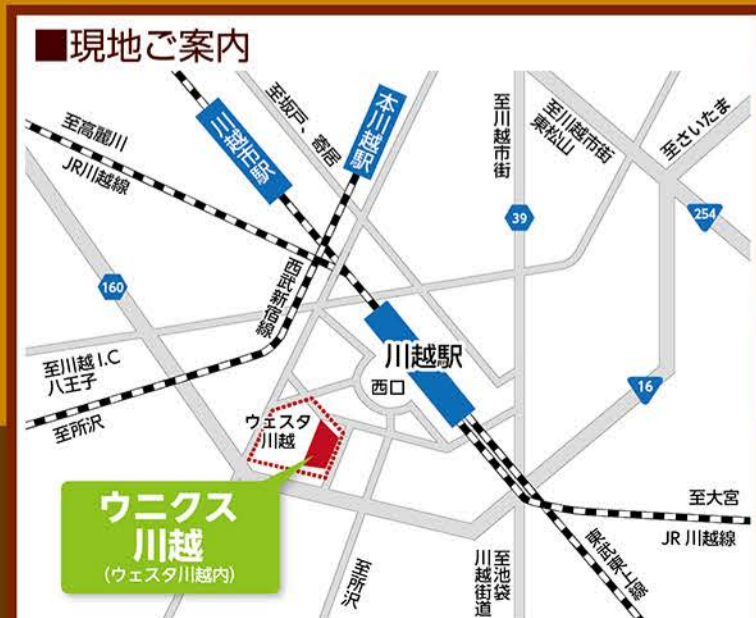 ■現地ご案内
至坂戸、寄居
本川越駅
川越市駅
至高麗川
JR川越線
至川越市街
至川越市街
東松山
至さいたま
254
39
160
西武新宿線
至川越I.C
八王子
至所沢
川越駅
西口
16
ウェスタ
川越
ウニクス
川越
(ウェスタ川越内)
至所沢
至池袋
川越街道
東武東上線
至大宮
JR川越線